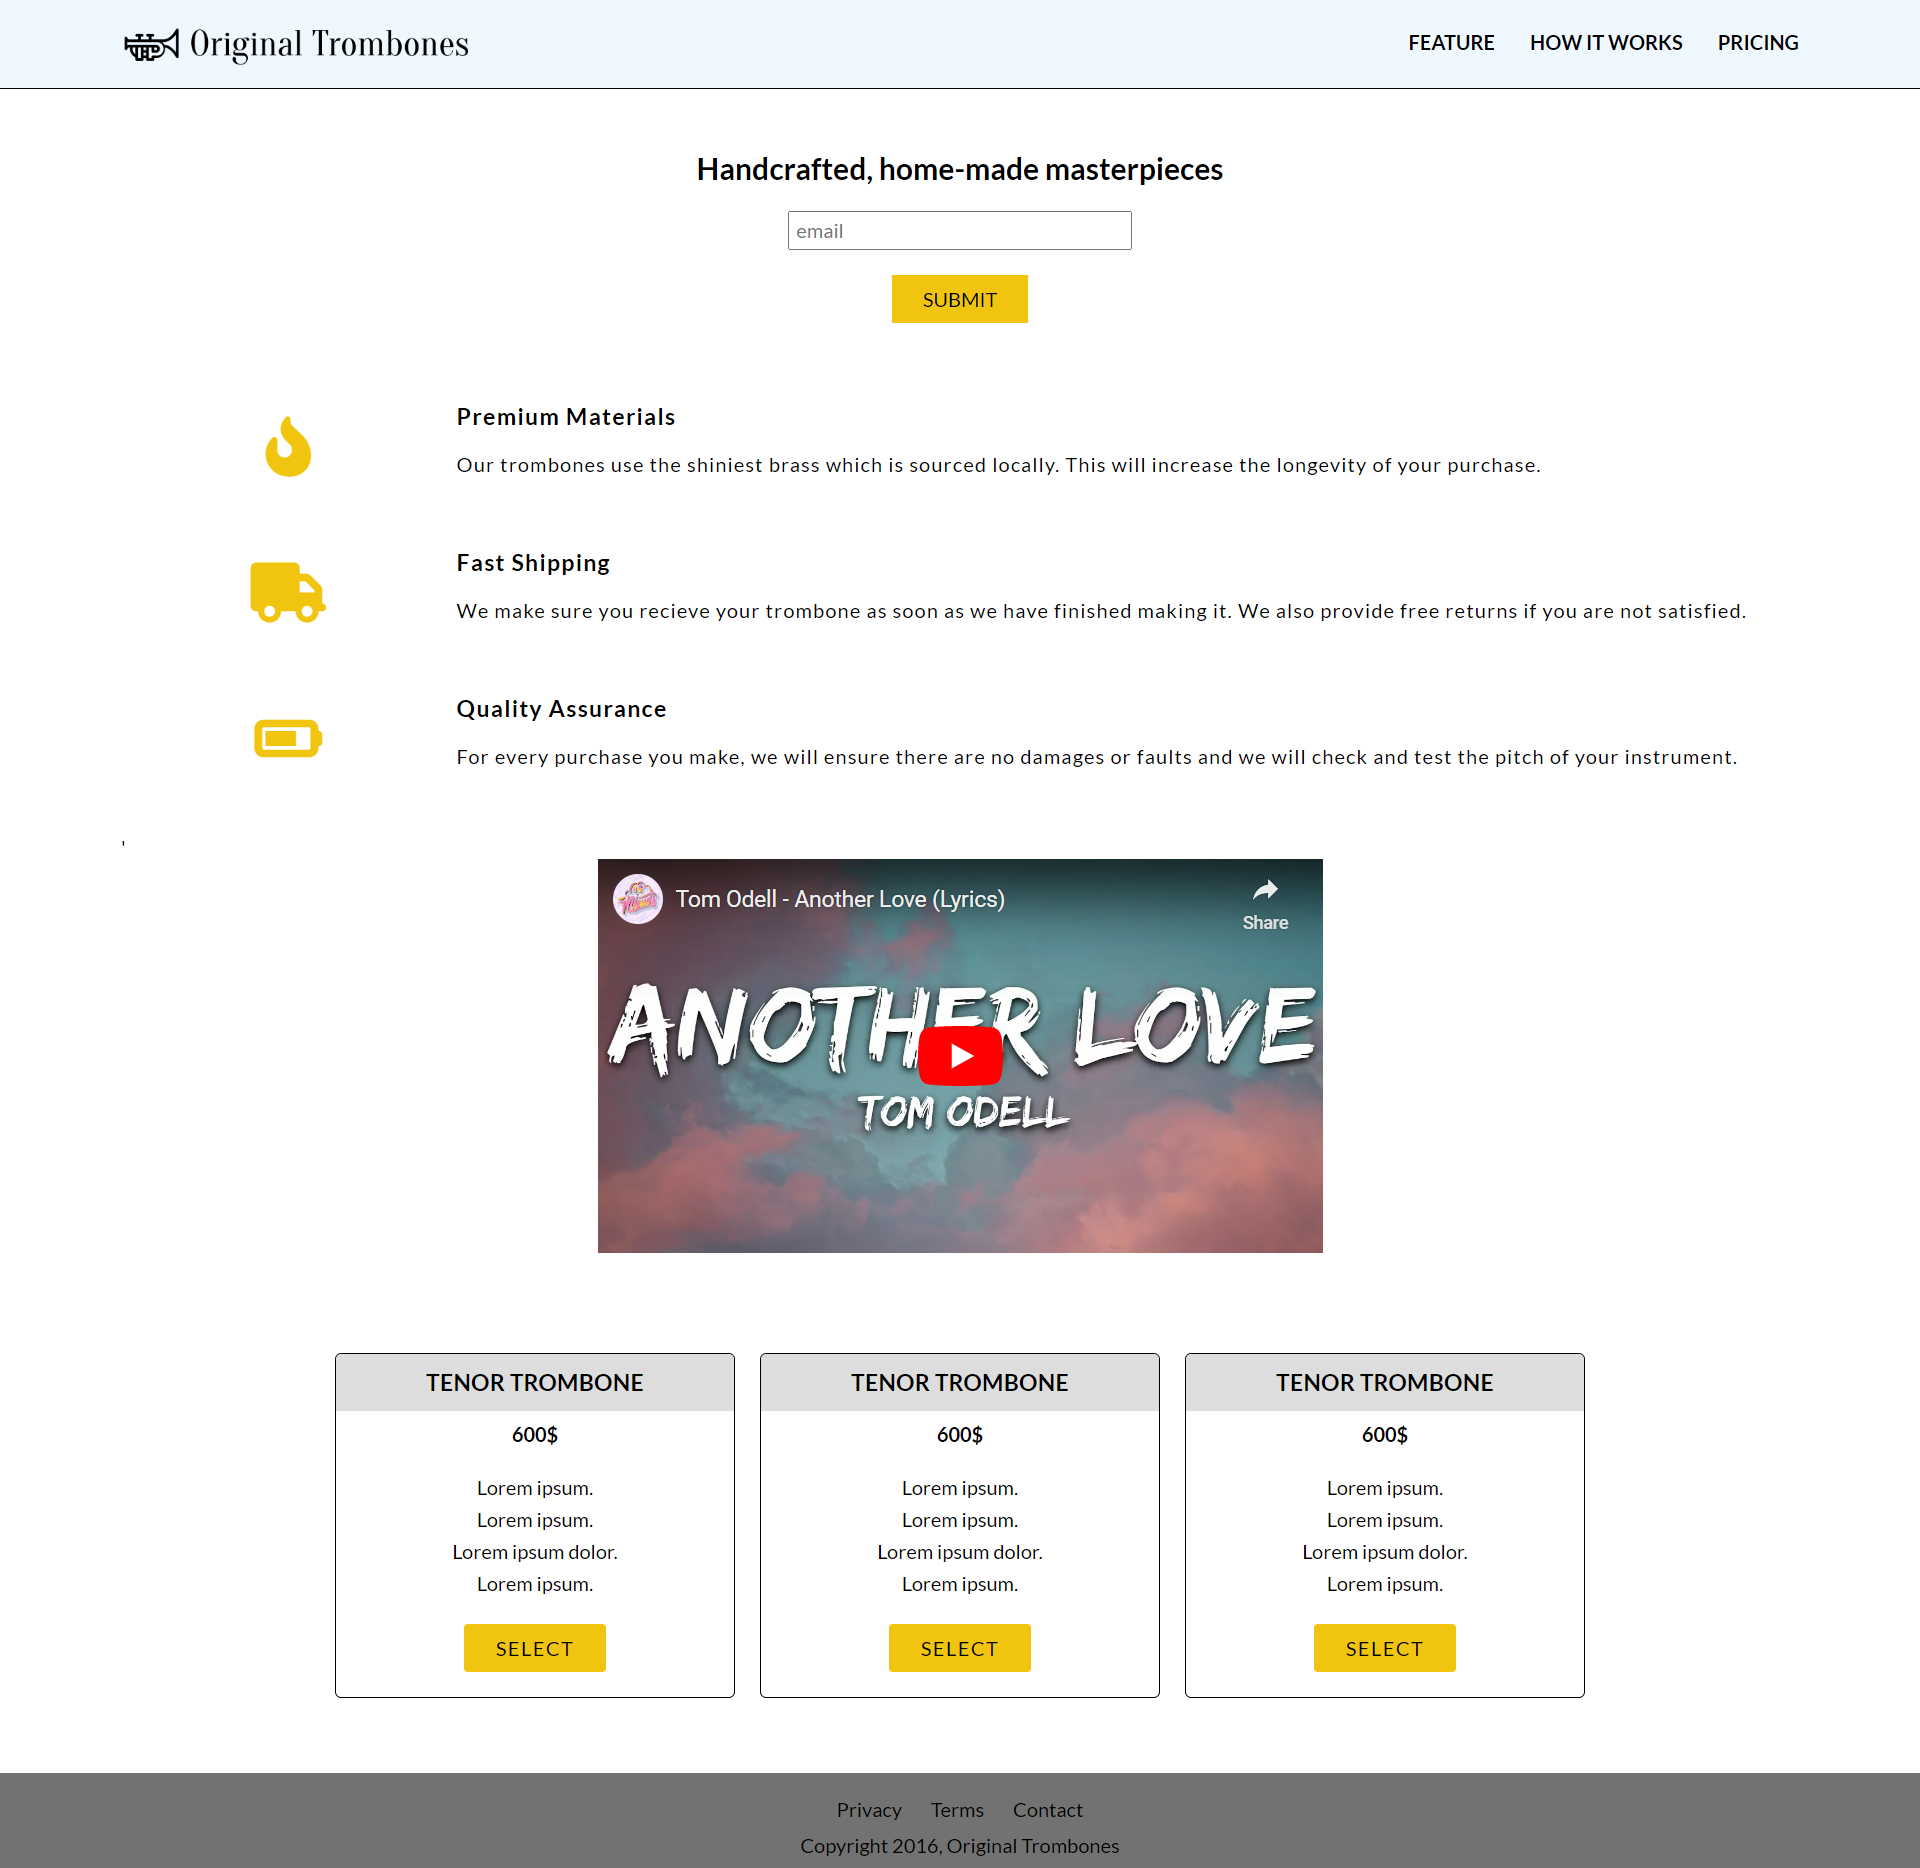 Original Trombones
FEATURE HOW IT WORKS PRICING
Handcrafted, home-made masterpieces
email
SUBMIT
Premium Materials
Our trombones use the shiniest brass which is sourced locally. This will increase the longevity of your purchase.
Fast Shipping
We make sure you recieve your trombone as soon as we have finished making it. We also provide free returns if you are not satisfied.
Quality Assurance
For every purchase you make, we will ensure there are no damages or faults and we will check and test the pitch of your instrument.
'
Tom Odell - Another Love (Lyrics)
Share
ANOTHER LOVE
TOM ODELL
TENOR TROMBONE
600$
Lorem ipsum.
Lorem ipsum.
Lorem ipsum dolor.
Lorem ipsum.
SELECT
TENOR TROMBONE
600$
Lorem ipsum.
Lorem ipsum.
Lorem ipsum dolor.
Lorem ipsum.
SELECT
TENOR TROMBONE
600$
Lorem ipsum.
Lorem ipsum.
Lorem ipsum dolor.
Lorem ipsum.
SELECT
Privacy Terms Contact
Copyright 2016, Original Trombones